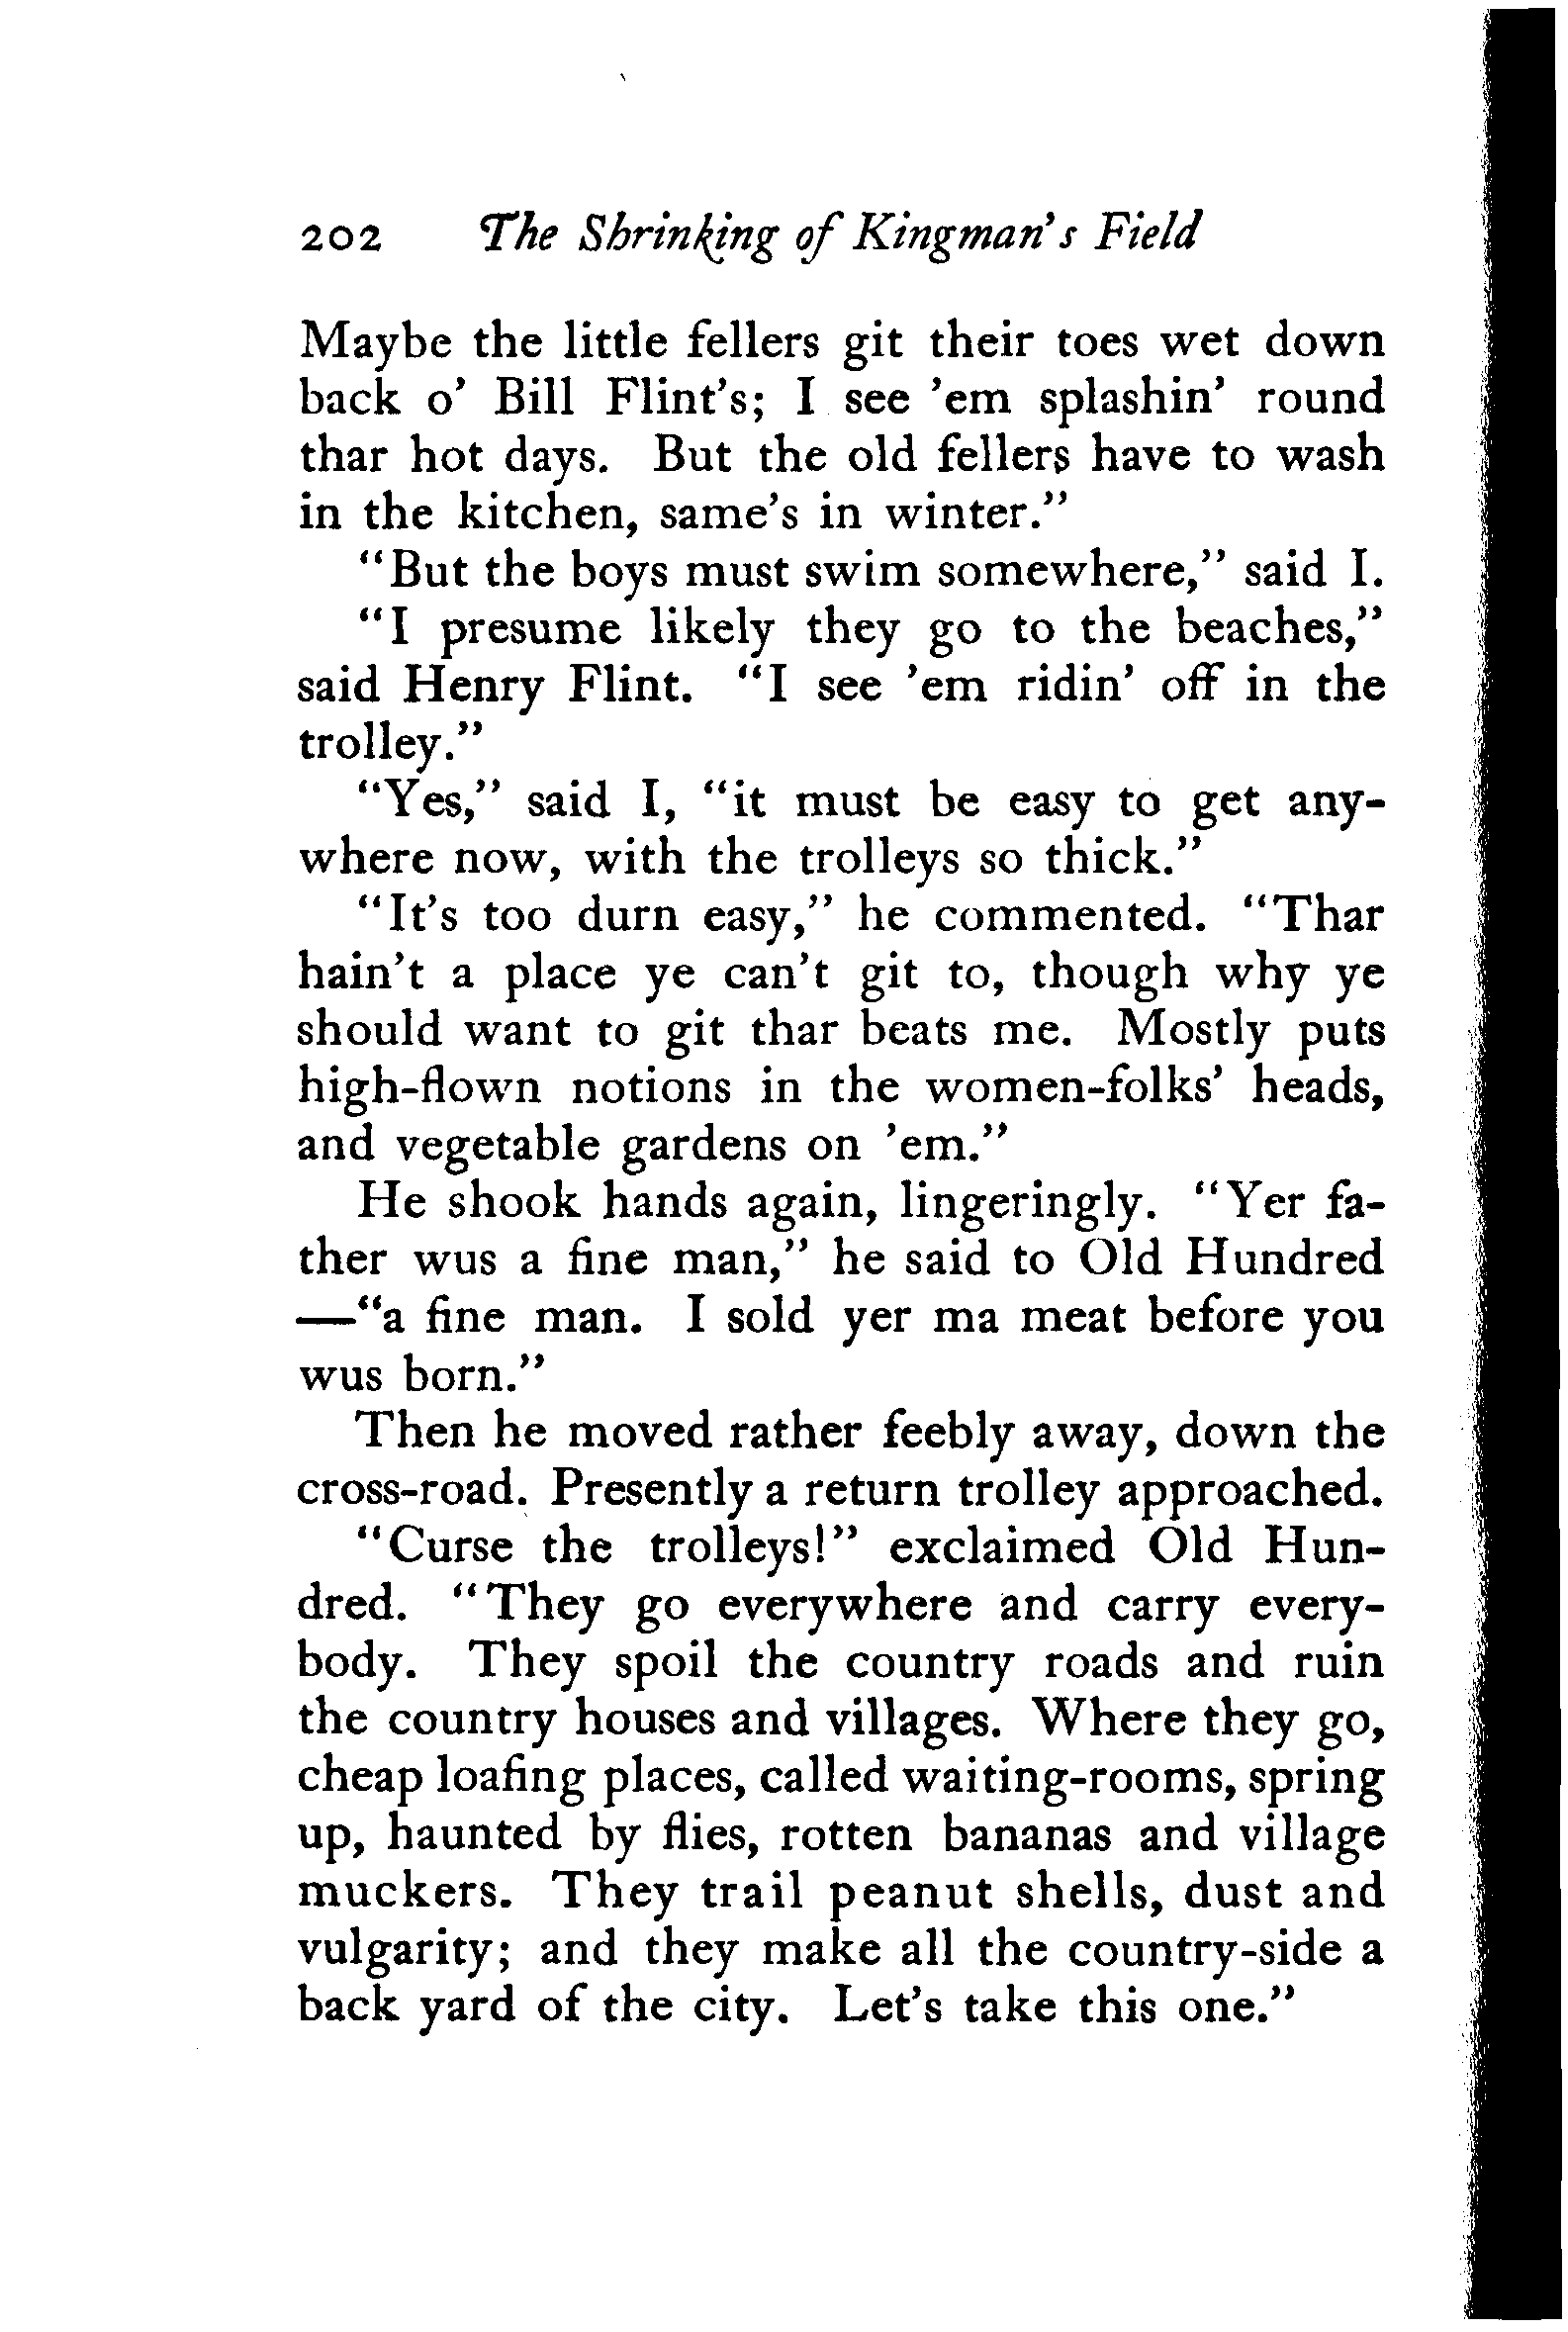 202 The Shrinking of Kingman's Field
Maybe the little fellers git their toes wet down
back o' Bill Flint's; I see 'em splashin' round
thar hot days. But the old fellers have to wash
in the kitchen, same's in winter."
"But the boys must swim somewhere," said I.
"I presume likely they go to the beaches,"
said Henry Flint. "I see 'em ridin' off in the
trolley."
"Yes," said I, "it must be easy to get any-
where now, with the trolleys so thick."
"It's too durn easy," he commented. "Thar
hain't a place ye can't git to, though why ye
should want to git thar beats me. Mostly puts
high-flown notions in the women-folks' heads,
and vegetable gardens on 'em."
He shook hands again, lingeringly. "Yer fa-
ther wus a fine man," he said to Old Hundred
—"a fine man. I sold yer ma meat before you
wus born."
Then he moved rather feebly away, down the
cross-road. Presently a return trolley approached.
"Curse the trolleys!" exclaimed Old Hun-
dred. "They go everywhere and carry every-
body. They spoil the country roads and ruin
the country houses and villages. Where they go,
cheap loafing places, called waiting-rooms, spring
up, haunted by flies, rotten bananas and village
muckers. They trail peanut shells, dust and
vulgarity; and they make all the country-side a
back yard of the city. Let's take this one."